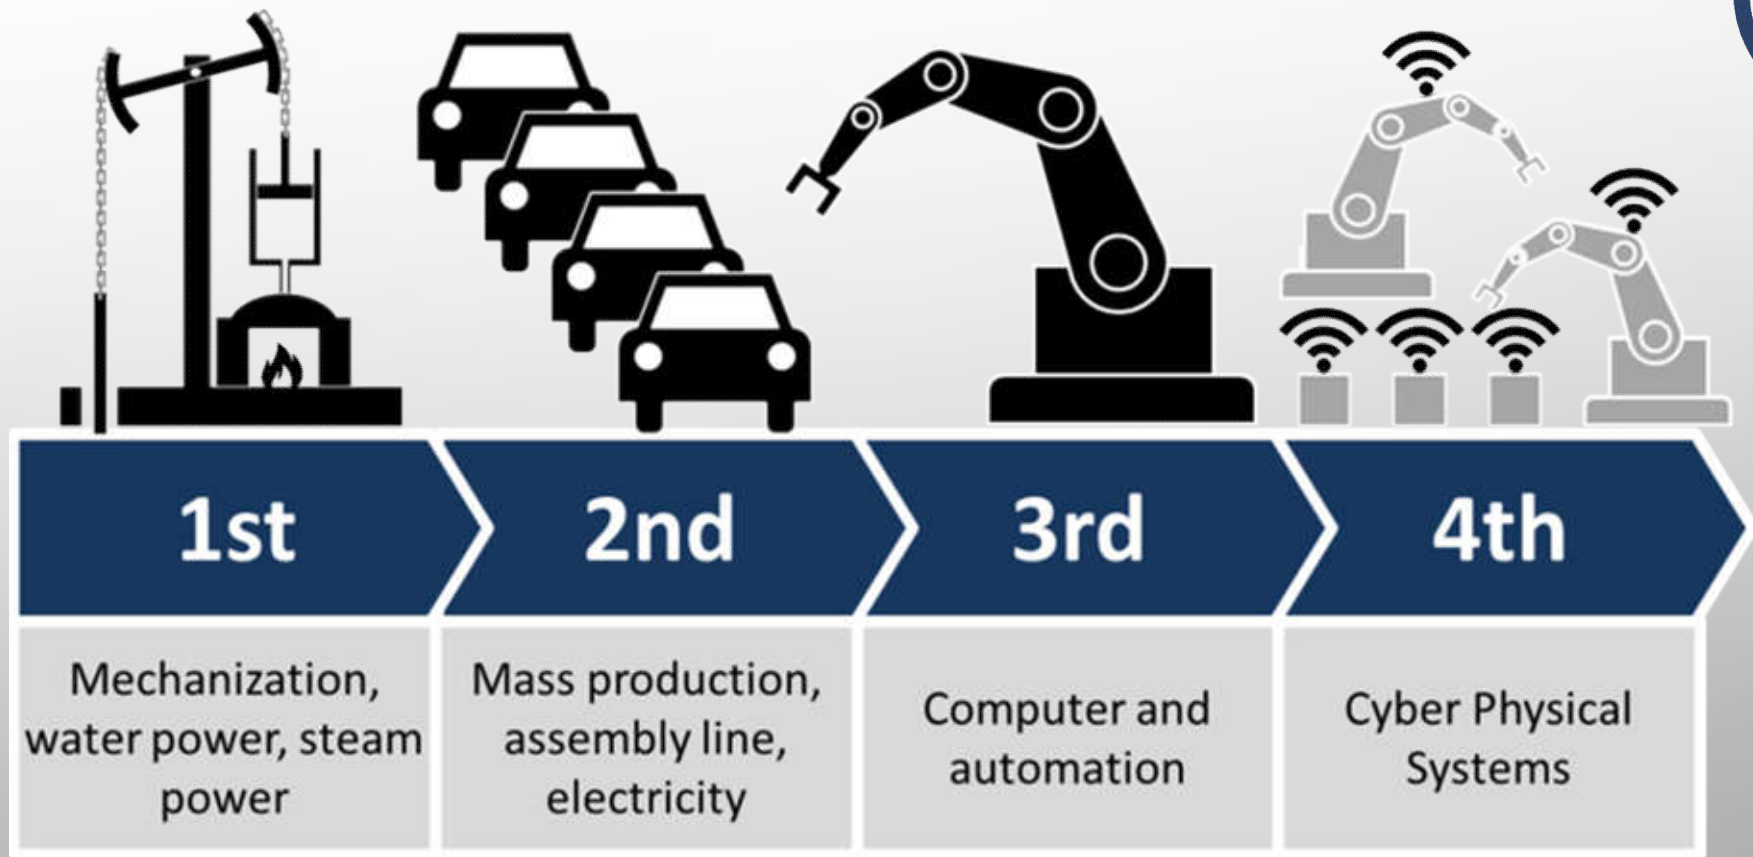 1st
2nd
3rd
4th
Mechanization,
water power, steam
power
Mass production,
assembly line,
electricity
Computer and
automation
Cyber Physical
Systems